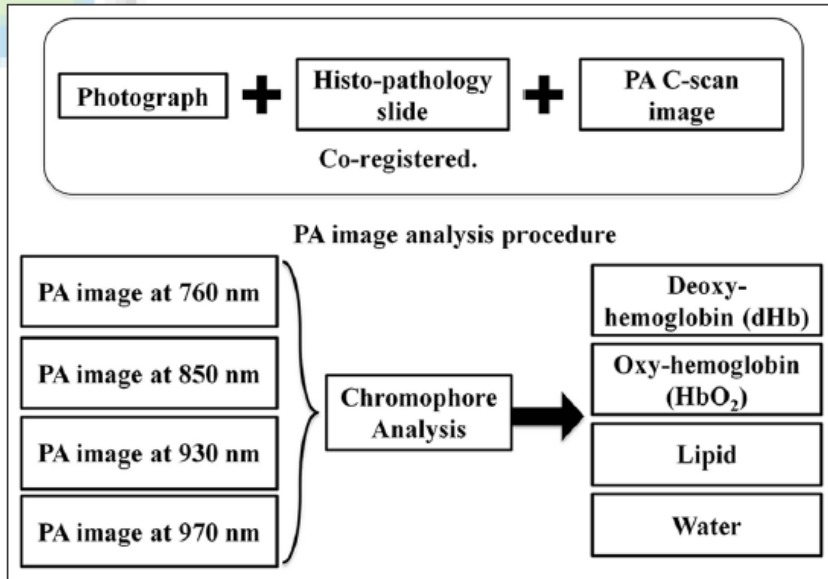 Photograph
Histo-pathology
slide
PA C-scan
image
Co-registered.
PA image analysis procedure
PA image at 760 nm
PA image at 850 nm
PA image at 930 nm
PA image at 970 nm
Chromophore
Analysis
Deoxy-
hemoglobin (dHb)
Oxy-hemoglobin
(HbO₂)
Lipid
Water